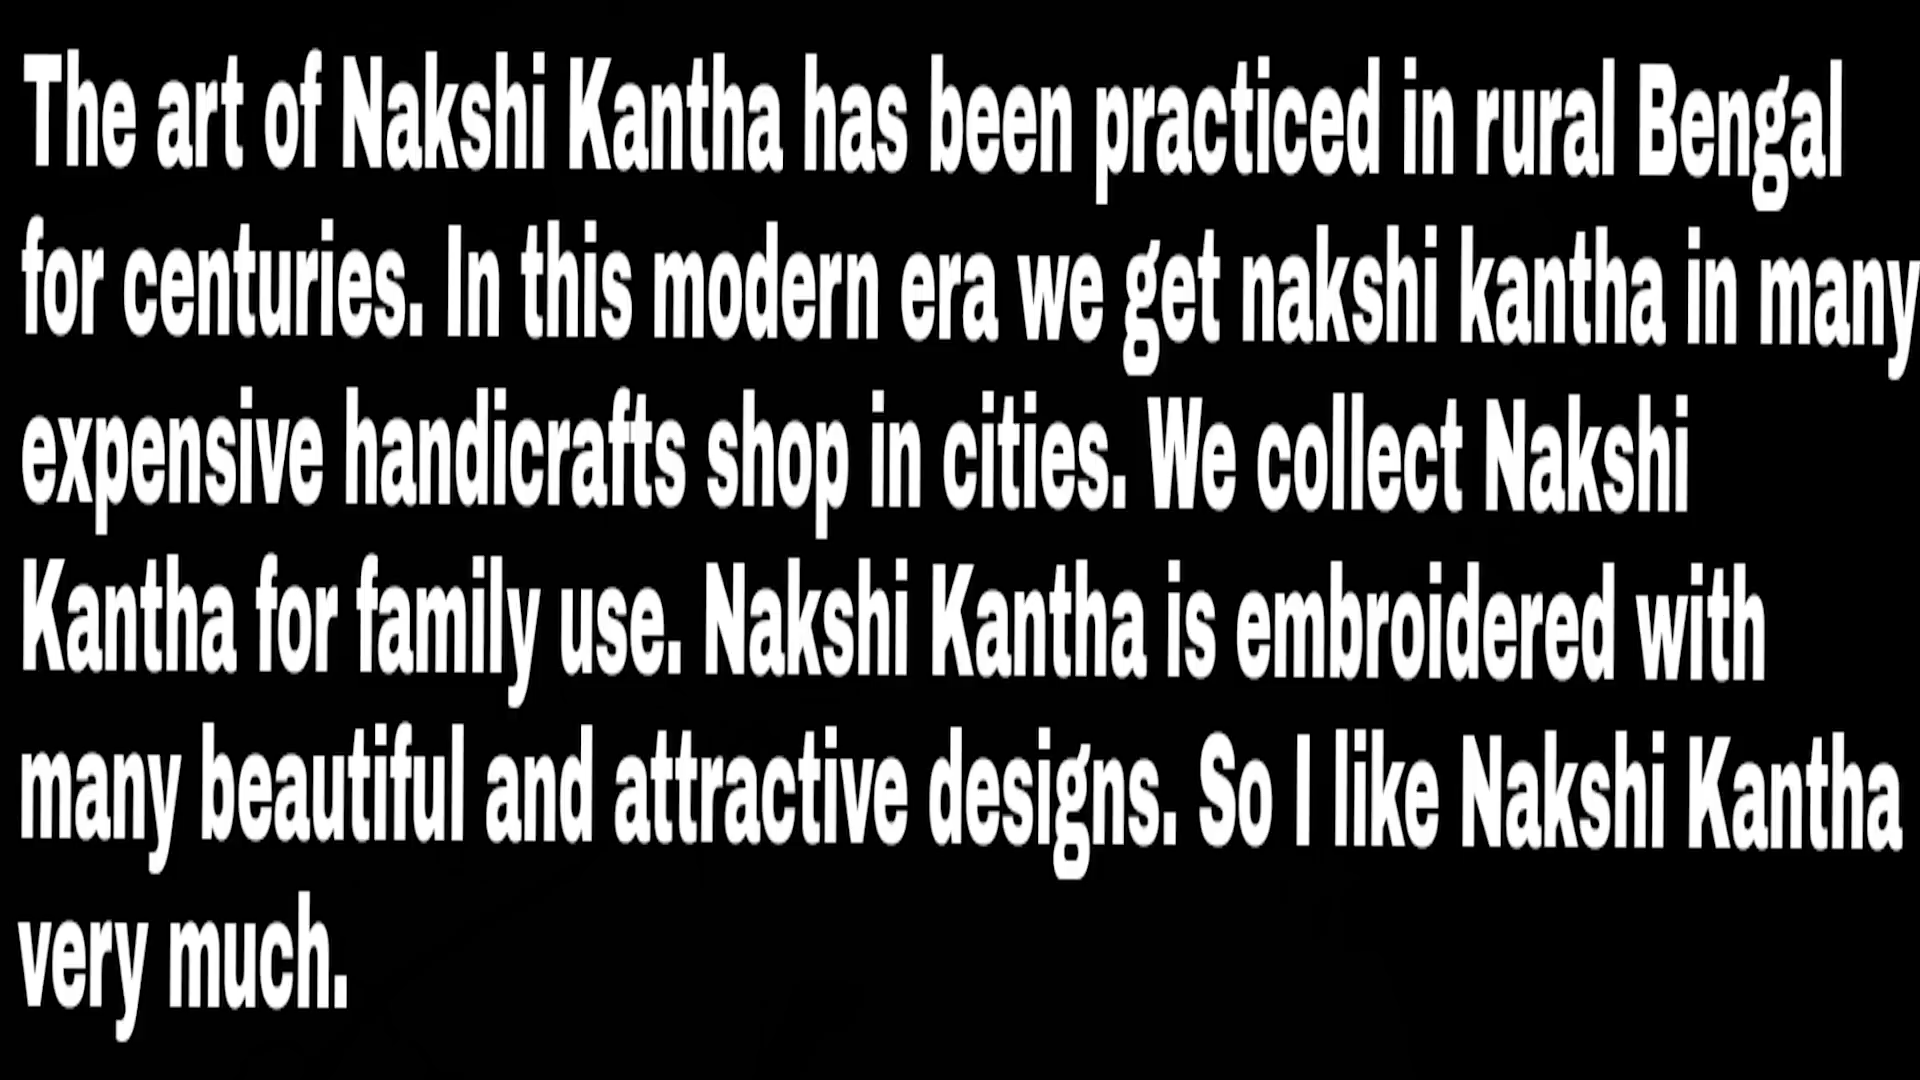 The art of Nakshi Kantha has been practiced in rural Bengal
for centuries. In this modern era we get nakshi kantha in many
expensive handicrafts shop in cities. We collect Nakshi
Kantha for family use. Nakshi Kantha is embroidered with
many beautiful and attractive designs. So I like Nakshi Kantha
very much.